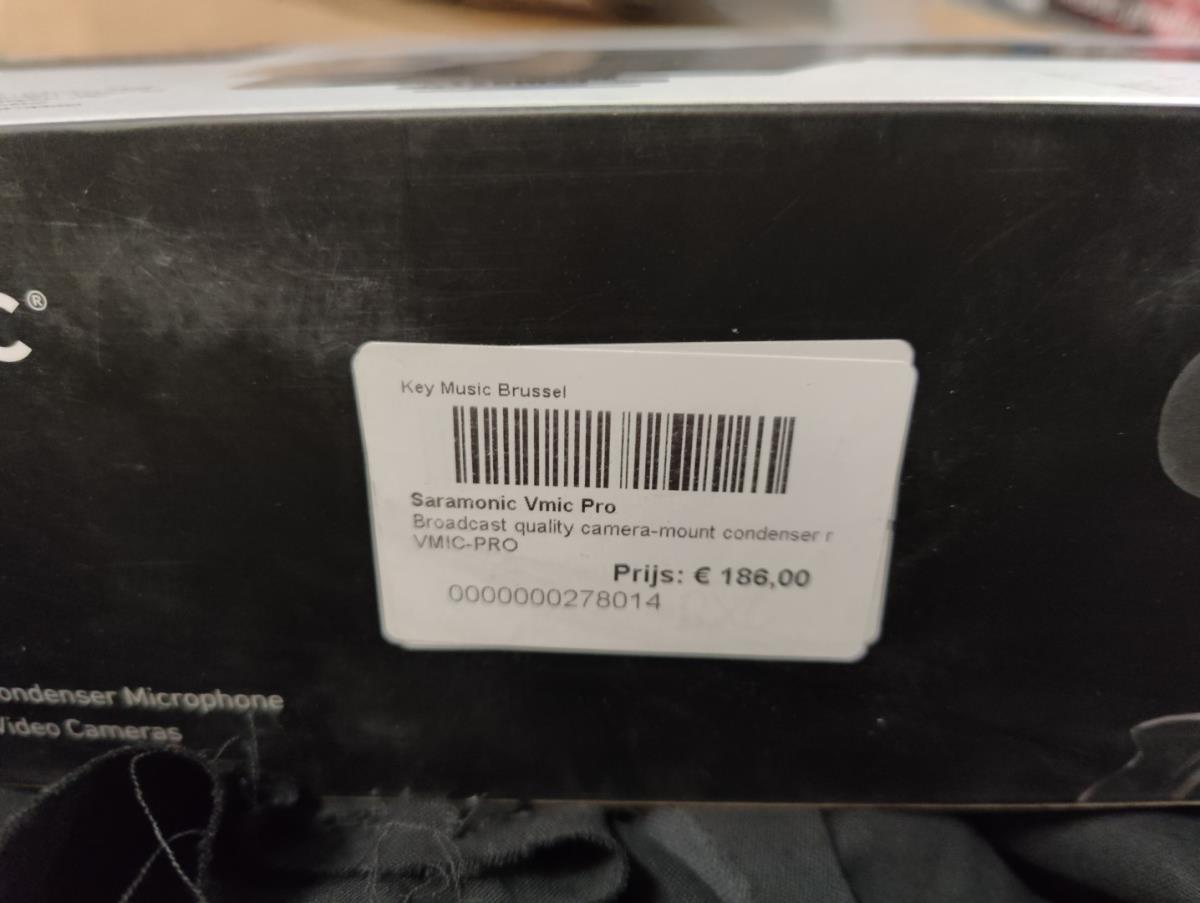 C®
Key Music Brussel
Saramonic Vmic Pro
Broadcast quality camera-mount condenser r
VMIC-PRO
Prijs: € 186,00
0000000278014
ondenser Microphone
Video Cameras